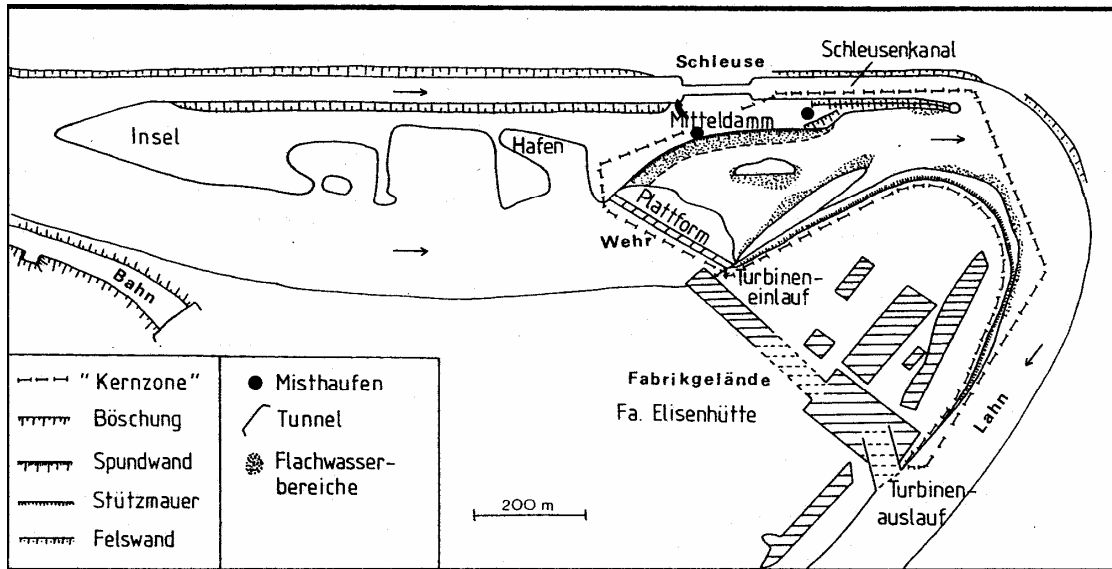 Schleuse
Schleusenkanal
Insel
Hafen
Mitteldamm
Plattform
Wehr
Bahn
Turbinen-
einlauf
Fabrikgelände
Fa. Elisenhütte
Lahn
Turbinen-
auslauf
"Kernzone"
Böschung
Spundwand
Stützmauer
Felswand
Misthaufen
Tunnel
Flachwasser-
bereiche
200 m